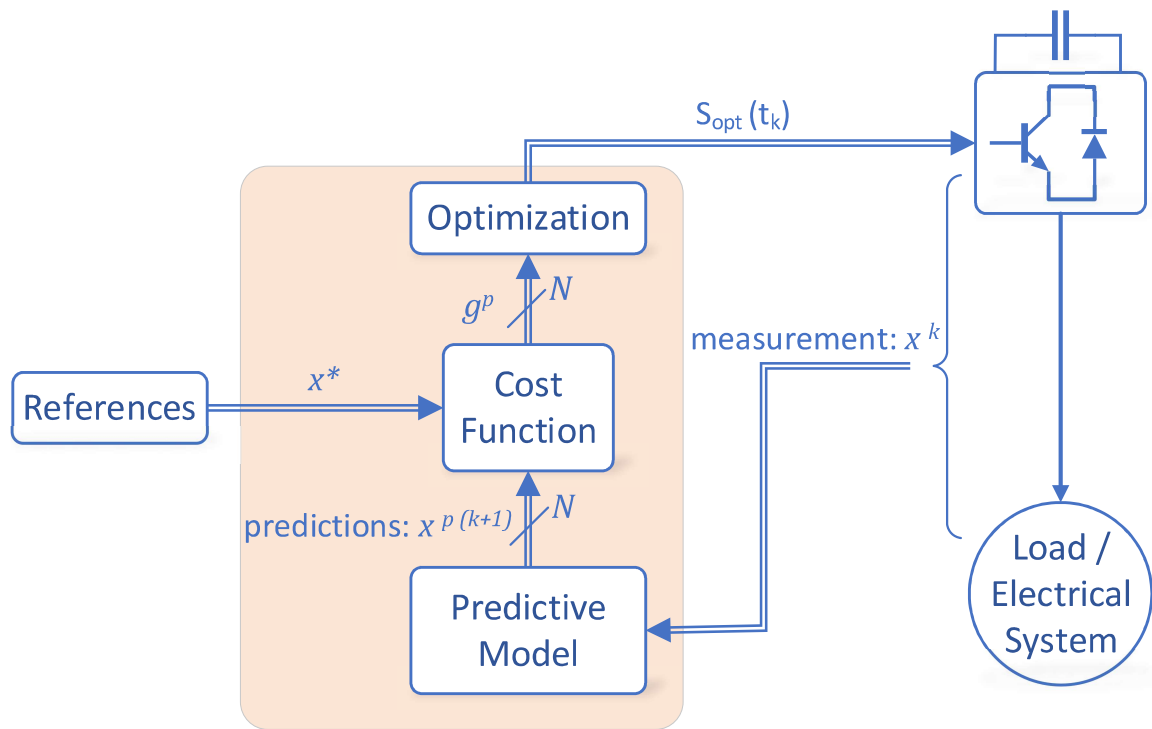 S_opt (t_k)
Optimization
g^p
N
measurement: x^k
References
x*
Cost
Function
predictions: x^p (k+1)
N
Predictive
Model
Load /
Electrical
System